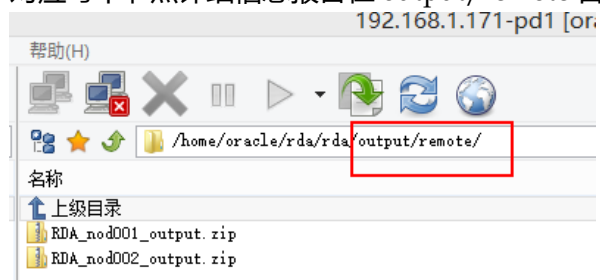 192.168.1.171-pd1 [ora
帮助(H)
/home/oracle/rda/rda/output/remote/
名称
上级目录
RDA_nod001_output.zip
RDA_nod002_output.zip